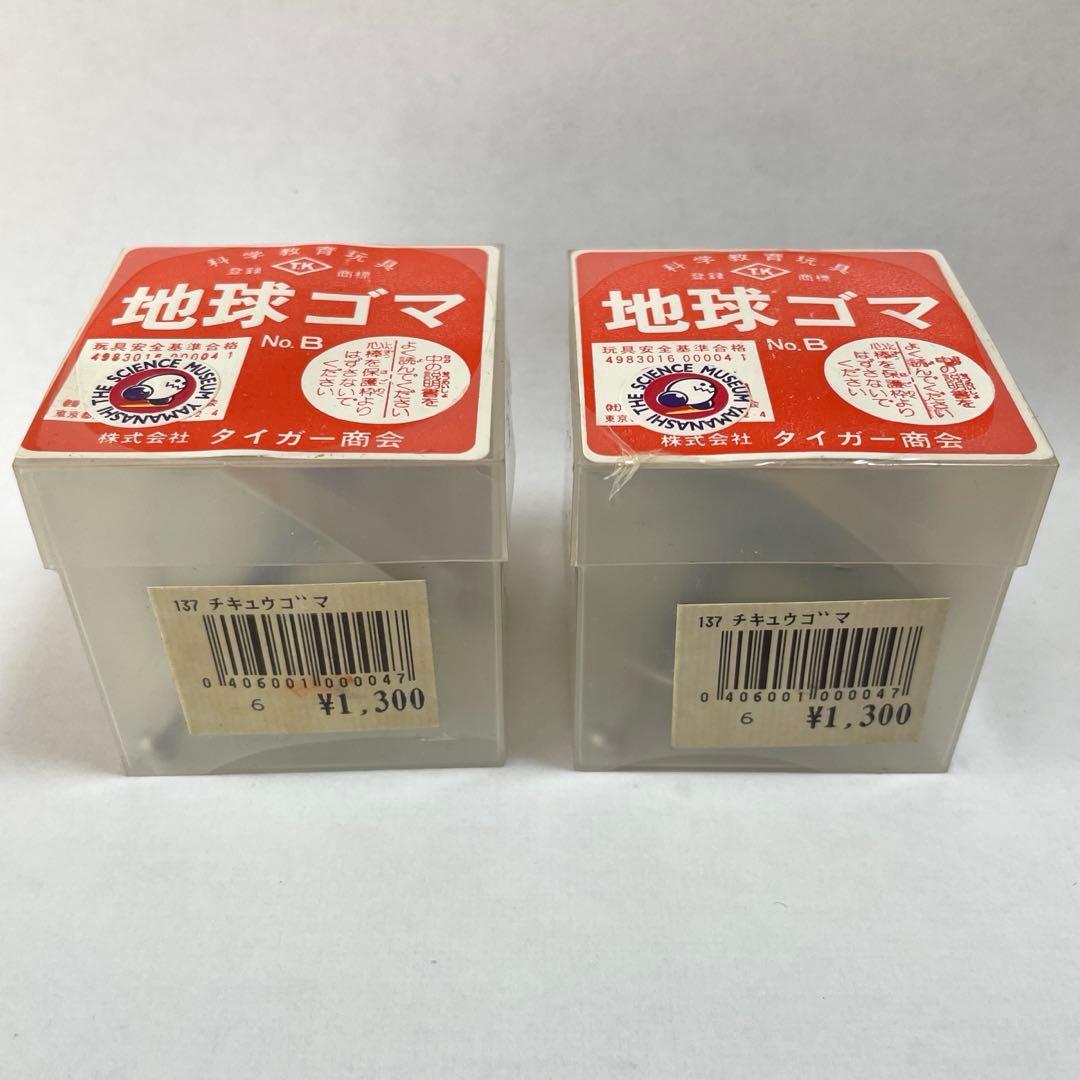 科学教育玩具
登録 T.K 商標
地球ゴマ
No. B
玩具安全基準合格
4983016 000041
THE SCIENCE MUSEUM YAMANASHI
中の説明書を
よく読んでください
心棒を保護枠より
はずさないで
ください
株式会社 タイガー商会
137 チキュウゴマ
0 406001 000047
6 ¥1,300
科学教育玩具
登録 T.K 商標
地球ゴマ
No. B
玩具安全基準合格
4983016 000041
THE SCIENCE MUSEUM YAMANASHI
(社)
東京
4
中の説明書を
よく読んでください
心棒を保護枠より
はずさないで
ください
株式会社 タイガー商会
137 チキュウゴマ
0 406001 000047
6 ¥1,300